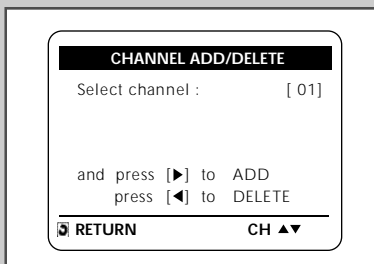 CHANNEL ADD/DELETE
Select channel : [ 01]
and press [▶] to ADD
press [◀] to DELETE
RETURN CH ▲▼